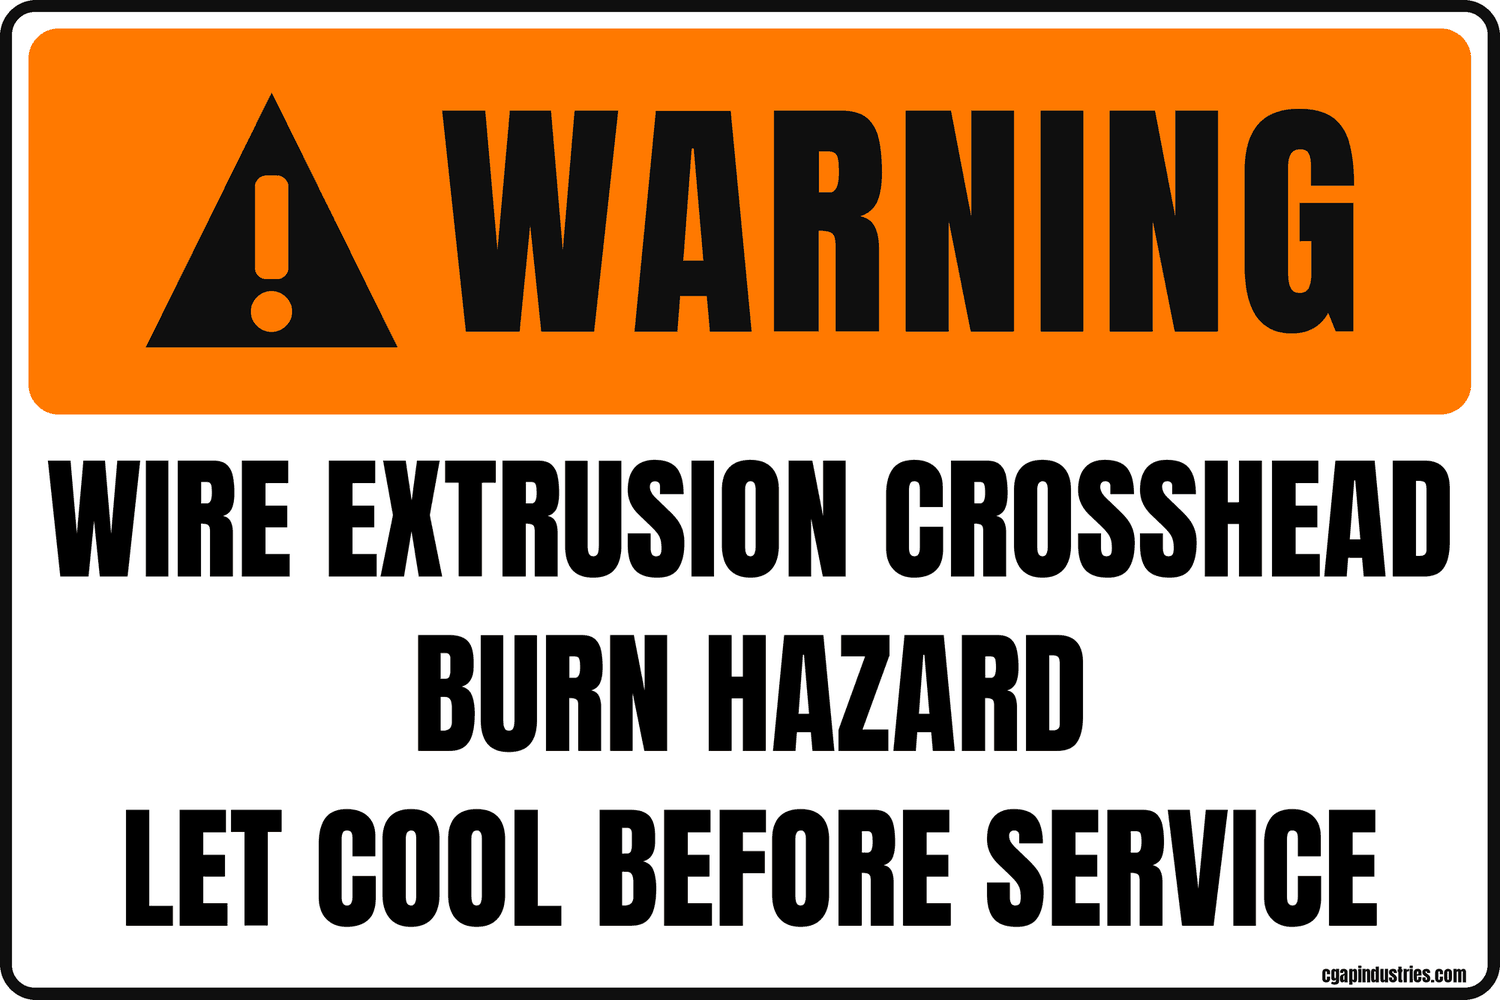 WARNING
WIRE EXTRUSION CROSSHEAD
BURN HAZARD
LET COOL BEFORE SERVICE
cgapindustries.com